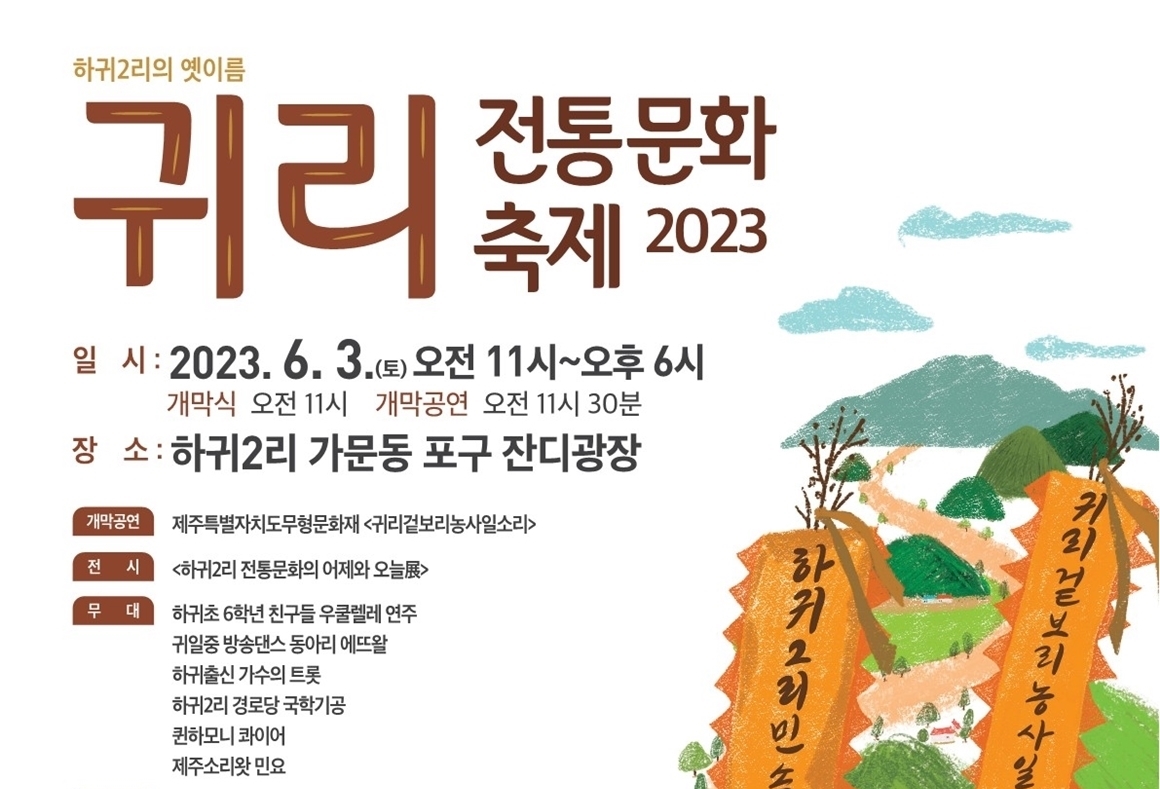 하귀2리의 옛이름
귀리 전통문화
축제 2023
일 시 : 2023. 6. 3.(토) 오전 11시~오후 6시
개막식 오전 11시 개막공연 오전 11시 30분
장 소 : 하귀2리 가문동 포구 잔디광장
개막공연 제주특별자치도무형문화재 <귀리겉보리농사일소리>
전 시 <하귀2리 전통문화의 어제와 오늘展>
무 대 하귀초 6학년 친구들 우쿨렐레 연주
귀일중 방송댄스 동아리 에뜨왈
하귀출신 가수의 트롯
하귀2리 경로당 국학기공
퀸하모니 콰이어
제주소리왓 민요
하귀2리민속
귀리겉보리농사일